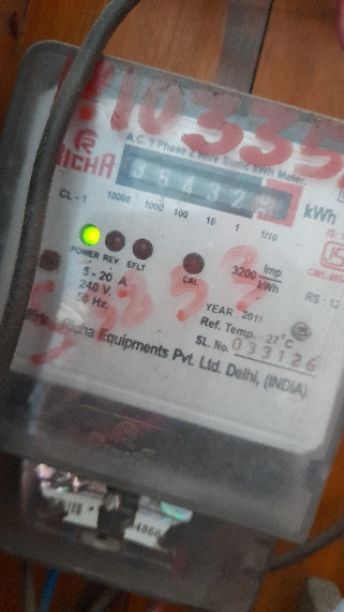 RICHA
A.C. 1 Phase 2 Wire Static kWh Meter
35432 kWh
CL - 1 10000 1000 100 10 1 1/10
POWER REV EFLT CAL
3200 Imp
kWh
5 - 20 A
240 V.
50 Hz.
YEARː 2011
Ref. Temp. 27°C
SL. No. 033126
Richa Equipments Pvt. Ltd. Delhi, (INDIA)
4866